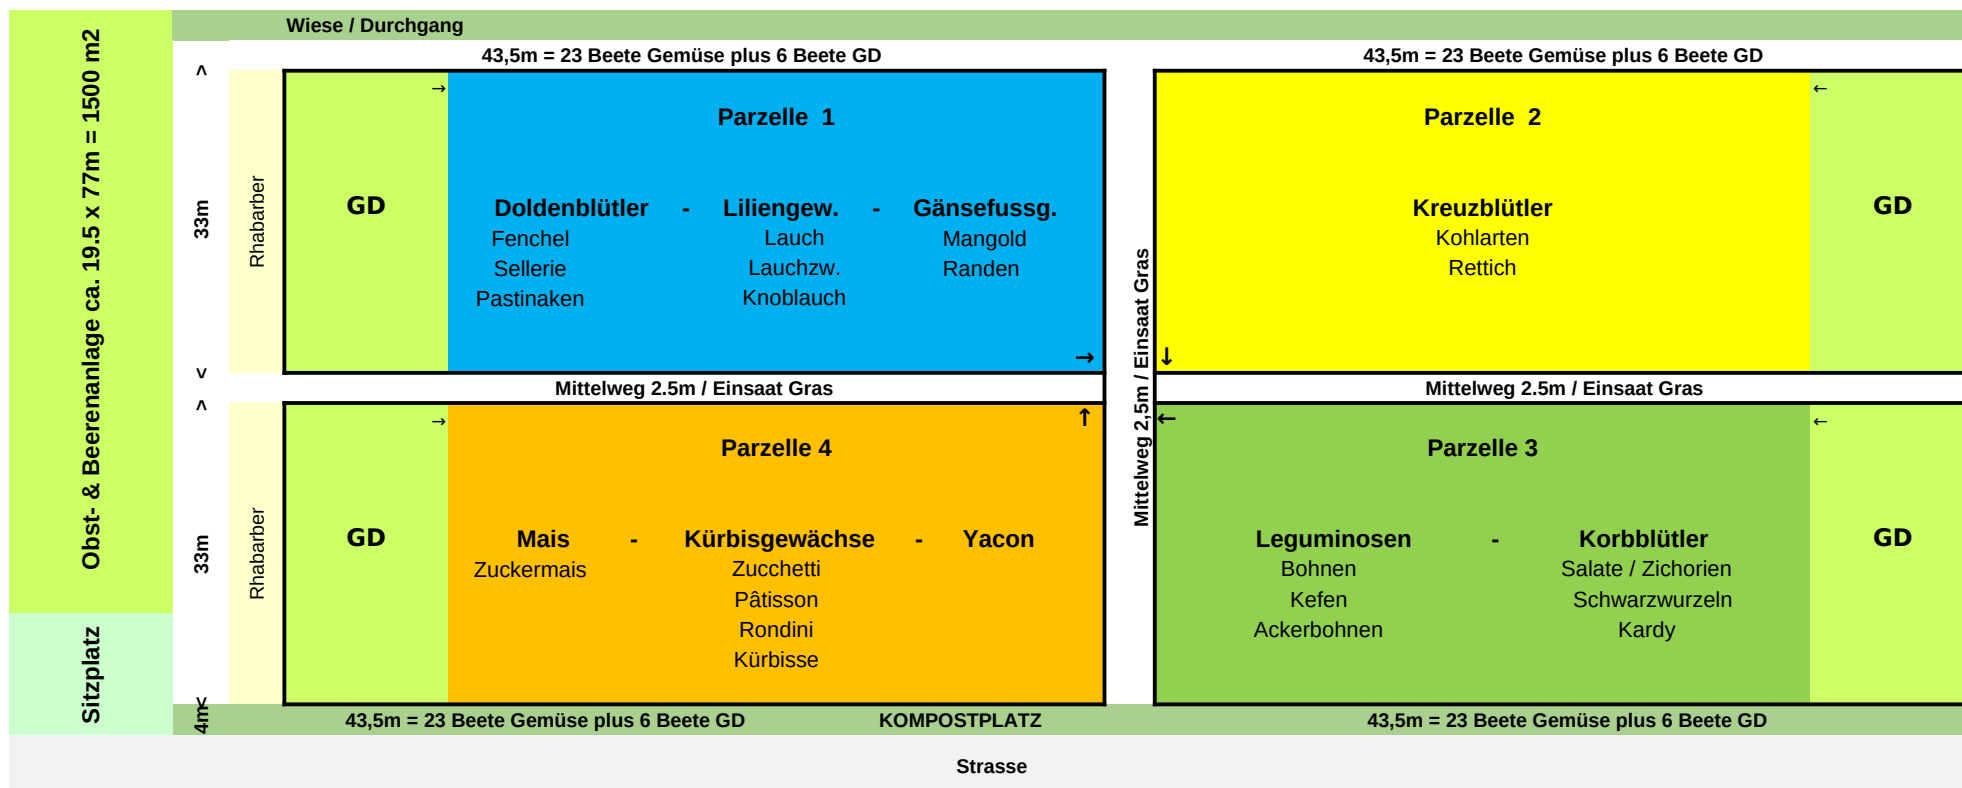 Wiese / Durchgang
43,5m = 23 Beete Gemüse plus 6 Beete GD
43,5m = 23 Beete Gemüse plus 6 Beete GD
Obst- & Beerenanlage ca. 19.5 x 77m = 1500 m2
Sitzplatz
< 33m >
Rhabarber
GD
→
Parzelle 1
Doldenblütler - Liliengew. - Gänsefussg.
Fenchel Lauch Mangold
Sellerie Lauchzw. Randen
Pastinaken Knoblauch
→
Mittelweg 2,5m / Einsaat Gras
Parzelle 2
←
Kreuzblütler
Kohlarten
Rettich
GD
↓
Mittelweg 2.5m / Einsaat Gras
Mittelweg 2.5m / Einsaat Gras
< 33m >
Rhabarber
GD
→
↑
Parzelle 4
Mais - Kürbisgewächse - Yacon
Zuckermais Zucchetti
Pâtisson
Rondini
Kürbisse
←
←
Parzelle 3
Leguminosen - Korbblütler
Bohnen Salate / Zichorien
Kefen Schwarzwurzeln
Ackerbohnen Kardy
GD
4m
43,5m = 23 Beete Gemüse plus 6 Beete GD KOMPOSTPLATZ
43,5m = 23 Beete Gemüse plus 6 Beete GD
Strasse